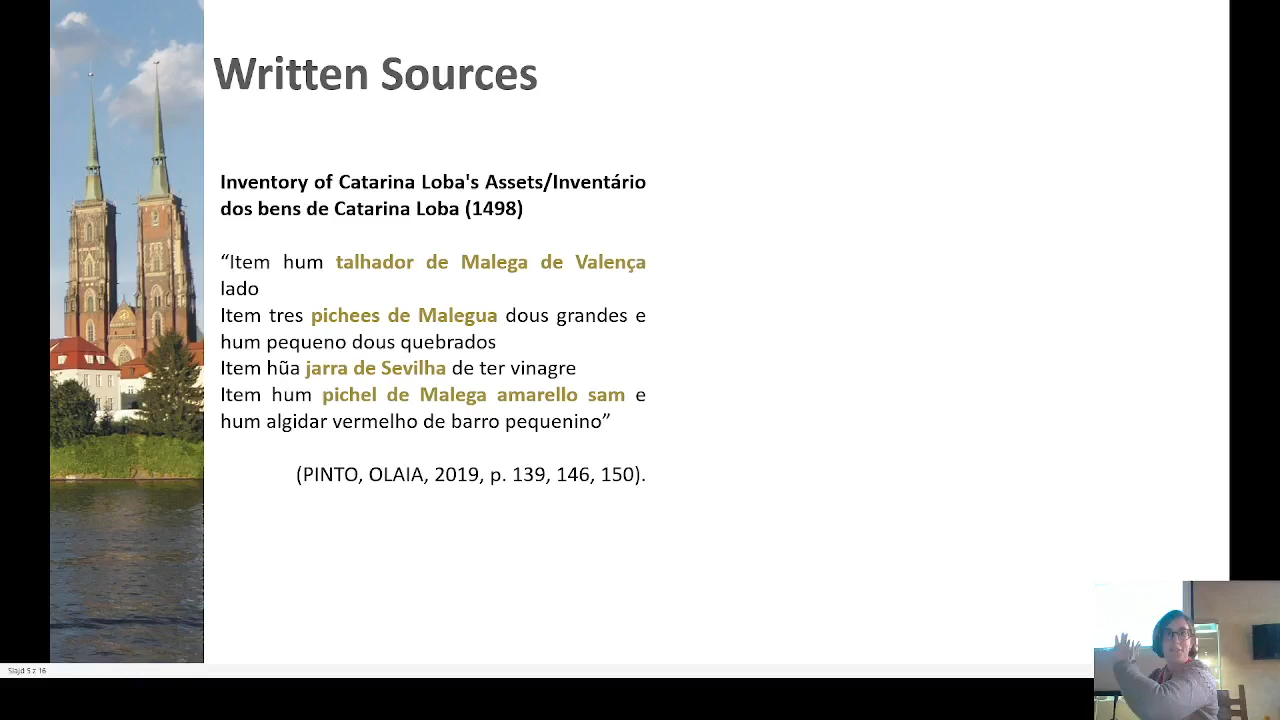 Written Sources
Inventory of Catarina Loba's Assets/Inventário
dos bens de Catarina Loba (1498)
“Item hum talhador de Malega de Valença
lado
Item tres pichees de Malegua dous grandes e
hum pequeno dous quebrados
Item hũa jarra de Sevilha de ter vinagre
Item hum pichel de Malega amarello sam e
hum algidar vermelho de barro pequenino”
(PINTO, OLAIA, 2019, p. 139, 146, 150).
Slajd 5 z 16